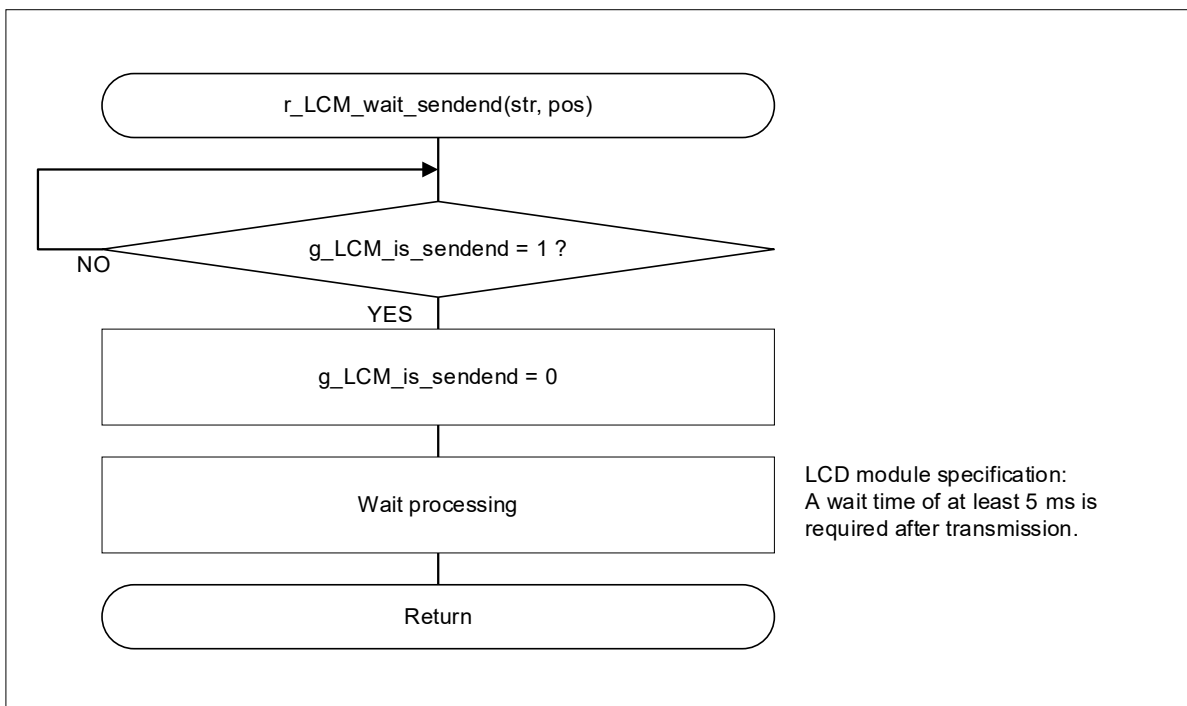 r_LCM_wait_sendend(str, pos)
g_LCM_is_sendend = 1 ?
NO
YES
g_LCM_is_sendend = 0
Wait processing
LCD module specification:
A wait time of at least 5 ms is
required after transmission.
Return